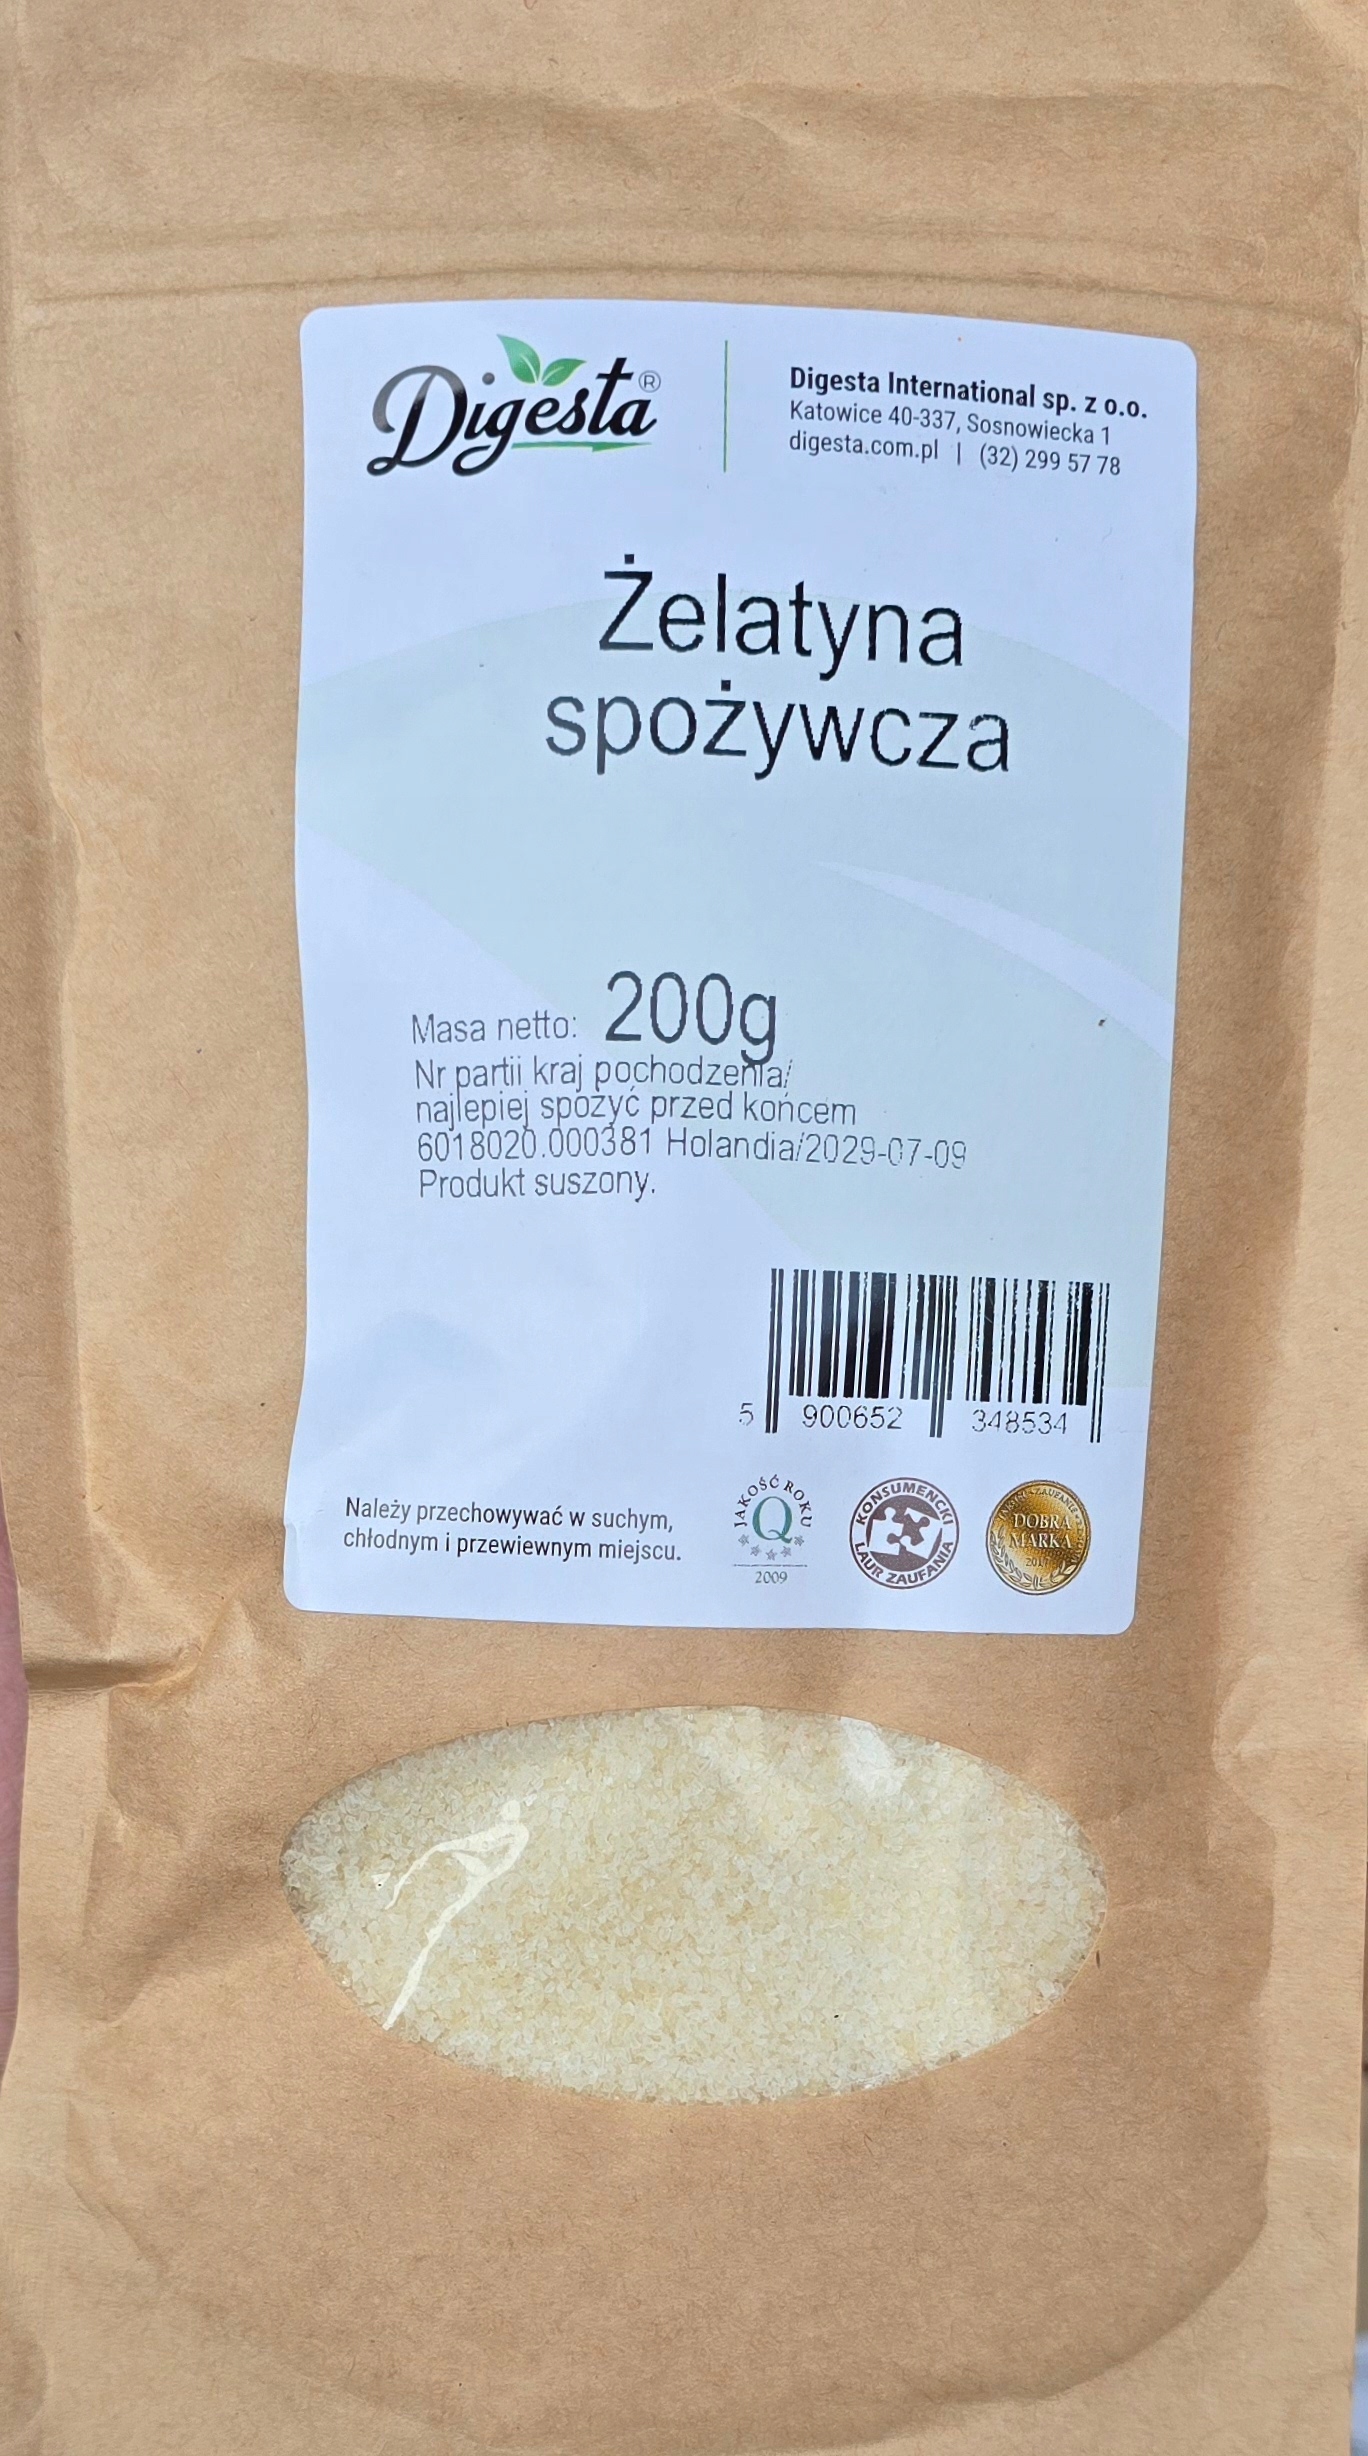 Digesta®
Digesta International sp. z o.o.
Katowice 40-337, Sosnowiecka 1
digesta.com.pl | (32) 299 57 78
Żelatyna
spożywcza
Masa netto: 200g
Nr partii kraj pochodzenia/
najlepiej spożyć przed końcem
6018020.000381 Holandia/2029-07-09
Produkt suszony.
5 900652 348534
Należy przechowywać w suchym,
chłodnym i przewiewnym miejscu.
JAKOŚĆ ROKU
Q
2009
KONSUMENCKI
LAUR ZAUFANIA
DOBRA
MARKA